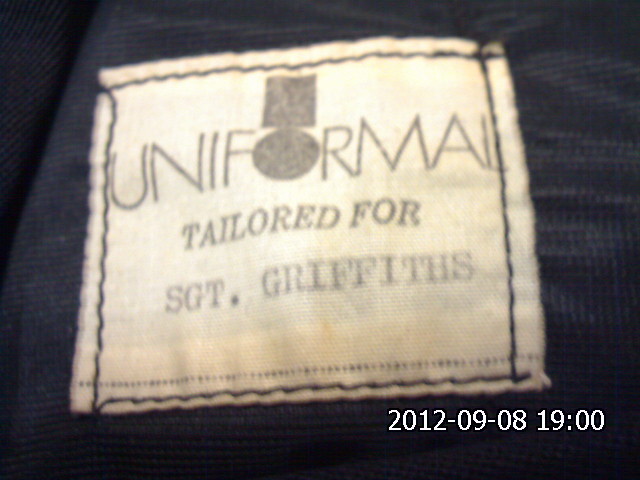 UNIFORMAL
TAILORED FOR
SGT. GRIFFITHS
2012-09-08 19:00